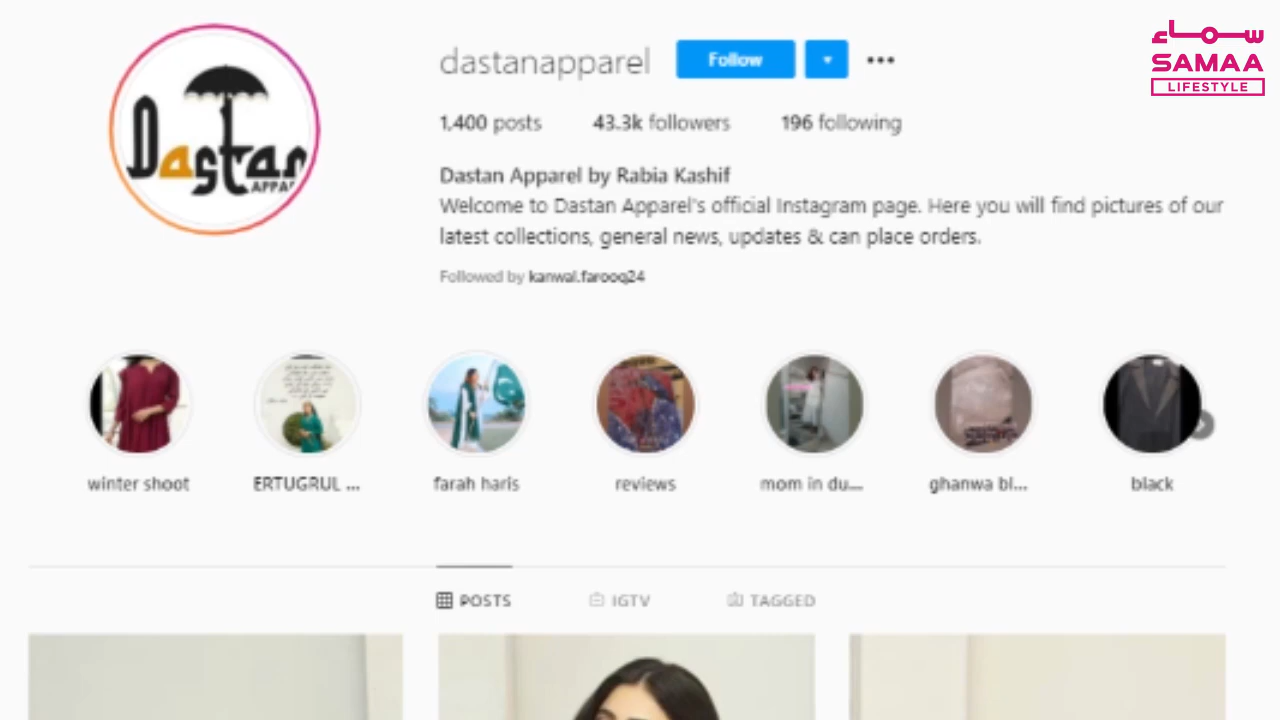 سماء
SAMAA
LIFESTYLE
Dastan
dastanapparel
Follow
1,400 posts 43.3k followers 196 following
Dastan Apparel by Rabia Kashif
Welcome to Dastan Apparel's official Instagram page. Here you will find pictures of our
latest collections, general news, updates & can place orders.
Followed by kanwal.farooq24
winter shoot ERTUGRUL ... farah haris reviews mom in du... ghanwa bl... black
POSTS IGTV TAGGED